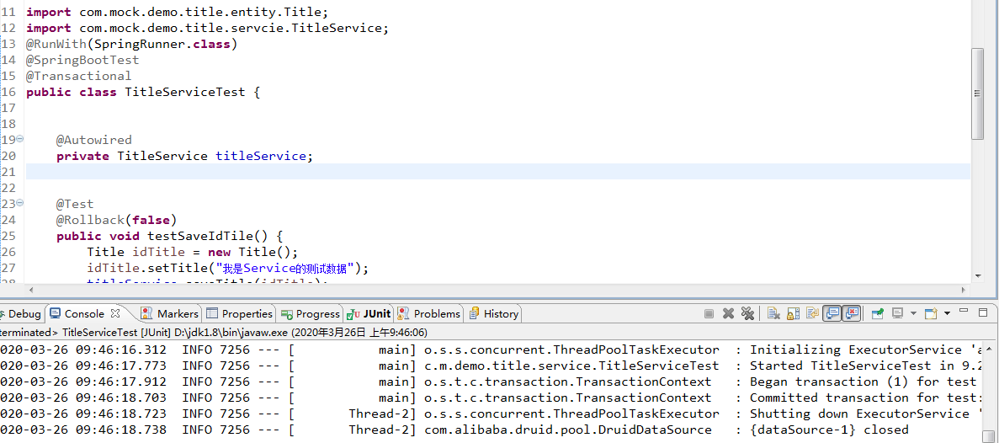 11 import com.mock.demo.title.entity.Title;
12 import com.mock.demo.title.servcie.TitleService;
13 @RunWith(SpringRunner.class)
14 @SpringBootTest
15 @Transactional
16 public class TitleServiceTest {
17
18
19 @Autowired
20 private TitleService titleService;
21
22
23 @Test
24 @Rollback(false)
25 public void testSaveIdTile() {
26 Title idTitle = new Title();
27 idTitle.setTitle("我是Service的测试数据");
28 titleService.saveTitle(idTitle);
Debug Console Markers Properties Progress JUnit Problems History
terminated> TitleServiceTest [JUnit] D:\jdk1.8\bin\javaw.exe (2020年3月26日 上午9:46:06)
020-03-26 09:46:16.312 INFO 7256 --- [ main] o.s.s.concurrent.ThreadPoolTaskExecutor : Initializing ExecutorService 'a
020-03-26 09:46:17.773 INFO 7256 --- [ main] c.m.demo.title.service.TitleServiceTest : Started TitleServiceTest in 9.2
020-03-26 09:46:17.912 INFO 7256 --- [ main] o.s.t.c.transaction.TransactionContext : Began transaction (1) for test
020-03-26 09:46:18.703 INFO 7256 --- [ main] o.s.t.c.transaction.TransactionContext : Committed transaction for test:
020-03-26 09:46:18.723 INFO 7256 --- [ Thread-2] o.s.s.concurrent.ThreadPoolTaskExecutor : Shutting down ExecutorService '
020-03-26 09:46:18.738 INFO 7256 --- [ Thread-2] com.alibaba.druid.pool.DruidDataSource : {dataSource-1} closed